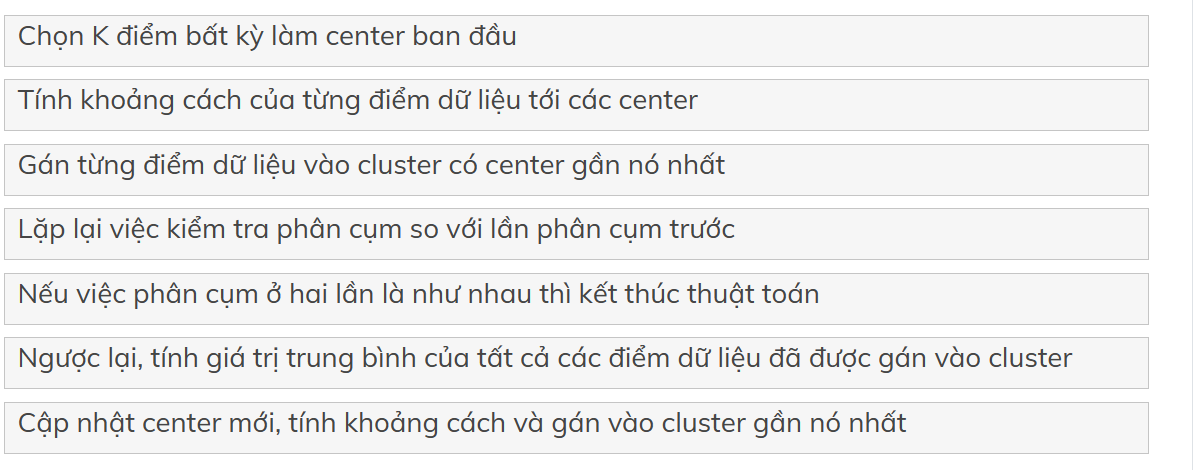 Chọn K điểm bất kỳ làm center ban đầu
Tính khoảng cách của từng điểm dữ liệu tới các center
Gán từng điểm dữ liệu vào cluster có center gần nó nhất
Lặp lại việc kiểm tra phân cụm so với lần phân cụm trước
Nếu việc phân cụm ở hai lần là như nhau thì kết thúc thuật toán
Ngược lại, tính giá trị trung bình của tất cả các điểm dữ liệu đã được gán vào cluster
Cập nhật center mới, tính khoảng cách và gán vào cluster gần nó nhất